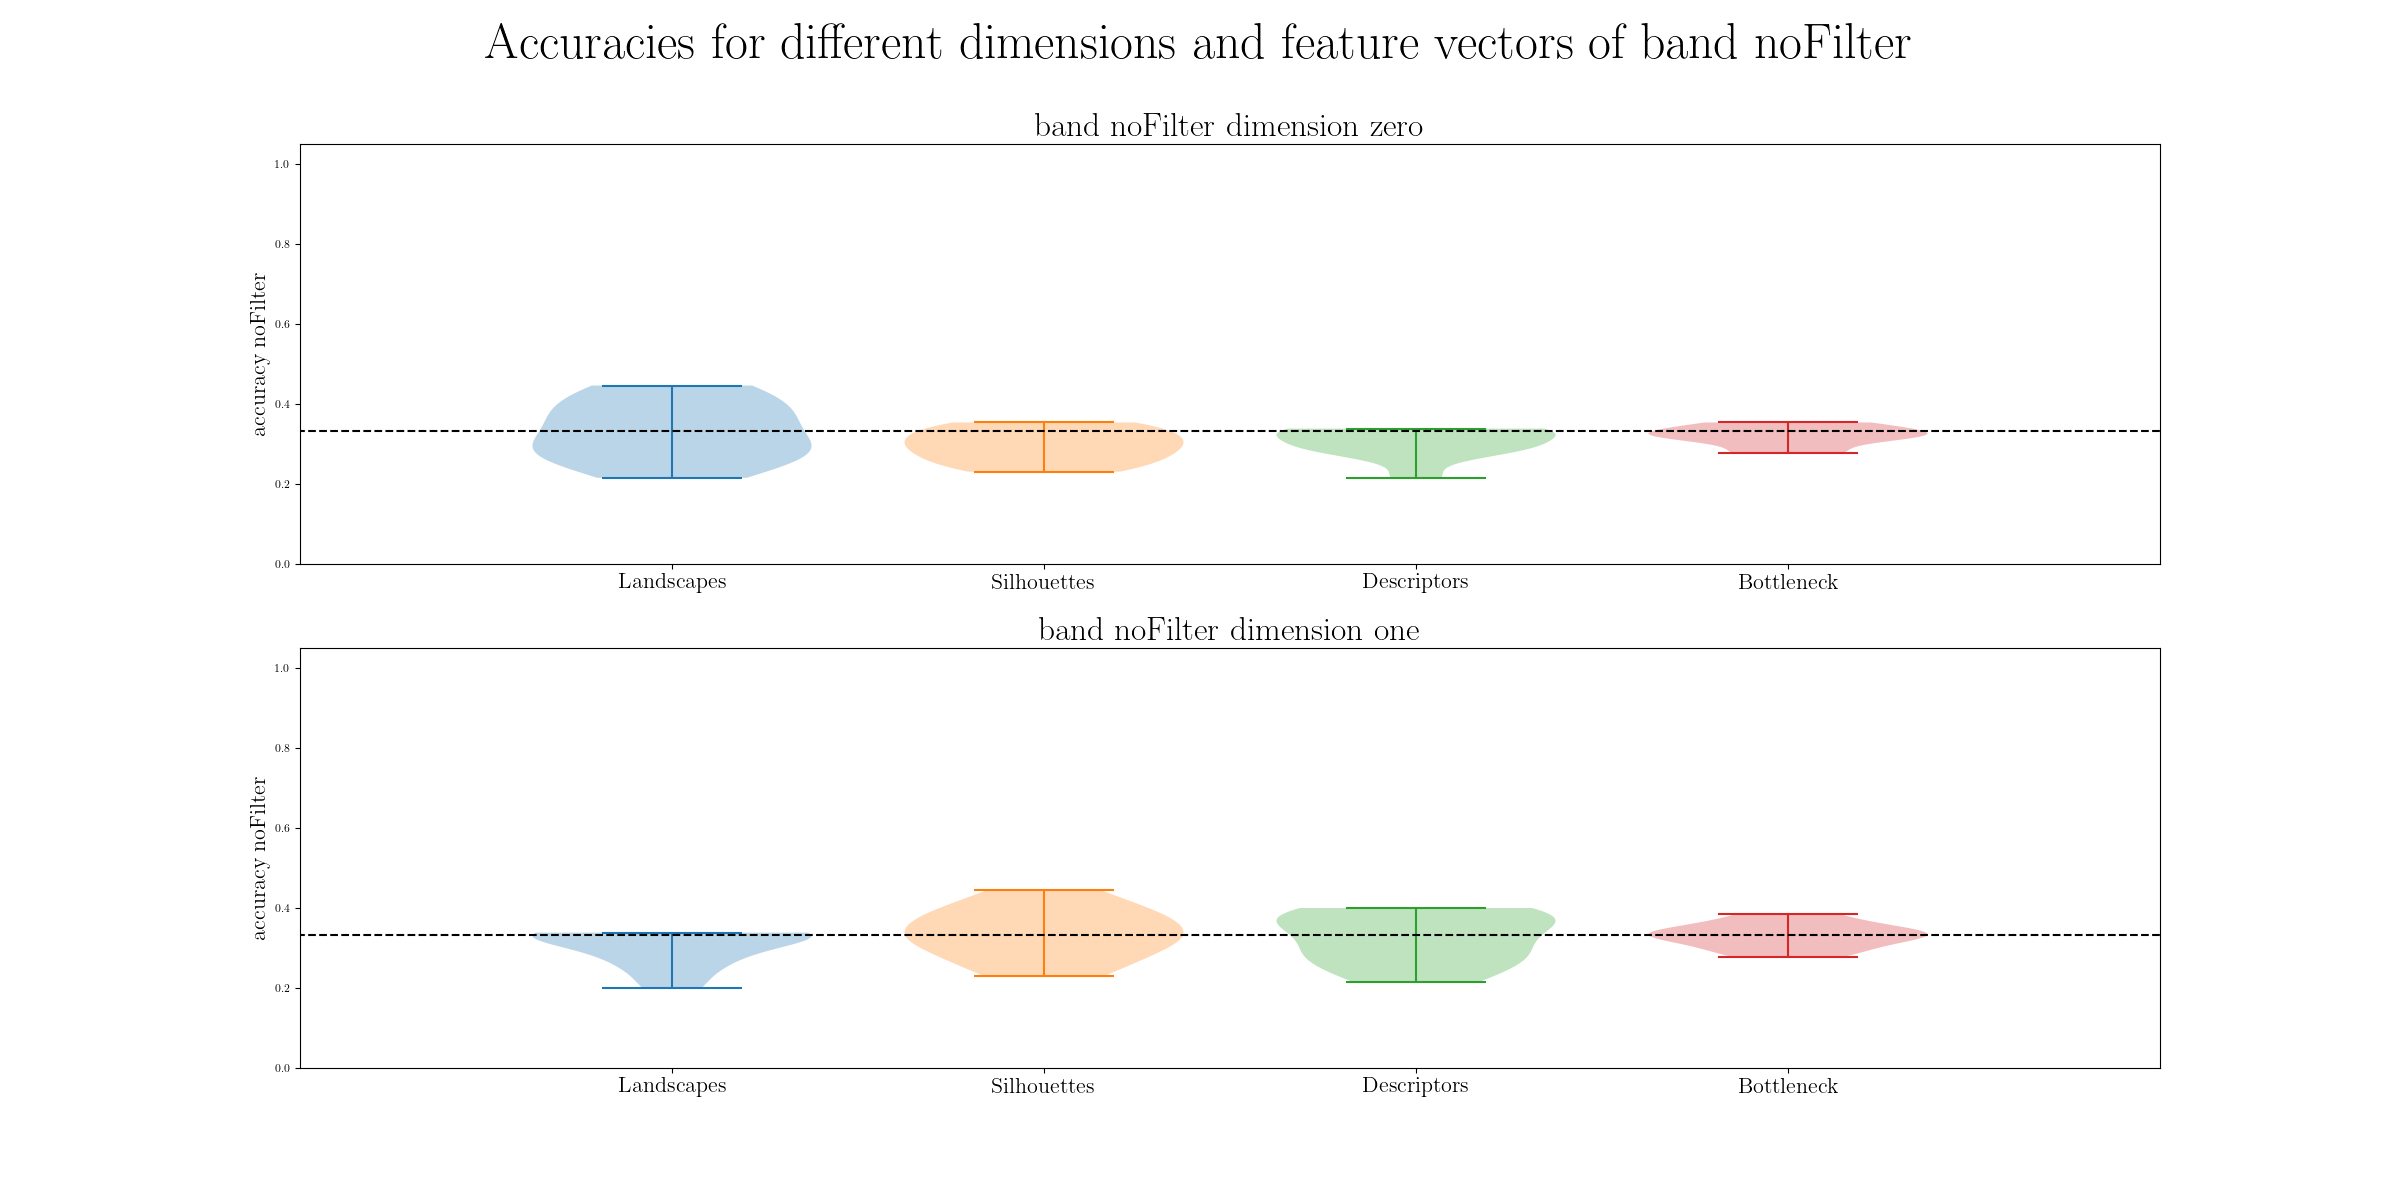 Accuracies for different dimensions and feature vectors of band noFilter
band noFilter dimension zero
accuracy noFilter
1.0
0.8
0.6
0.4
0.2
0.0
Landscapes Silhouettes Descriptors Bottleneck
band noFilter dimension one
accuracy noFilter
1.0
0.8
0.6
0.4
0.2
0.0
Landscapes Silhouettes Descriptors Bottleneck